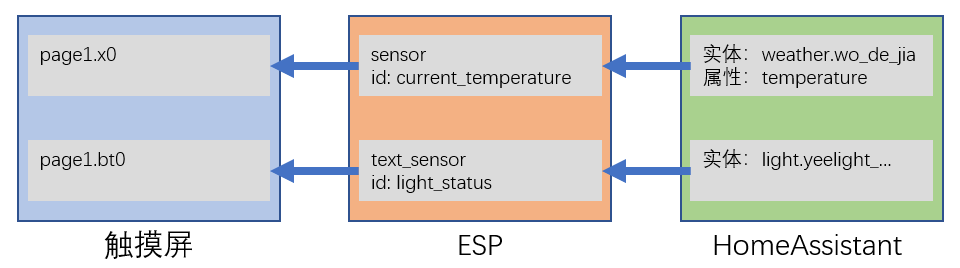 page1.x0
sensor
id: current_temperature
实体：weather.wo_de_jia
属性：temperature
page1.bt0
text_sensor
id: light_status
实体：light.yeelight_...
触摸屏
ESP
HomeAssistant